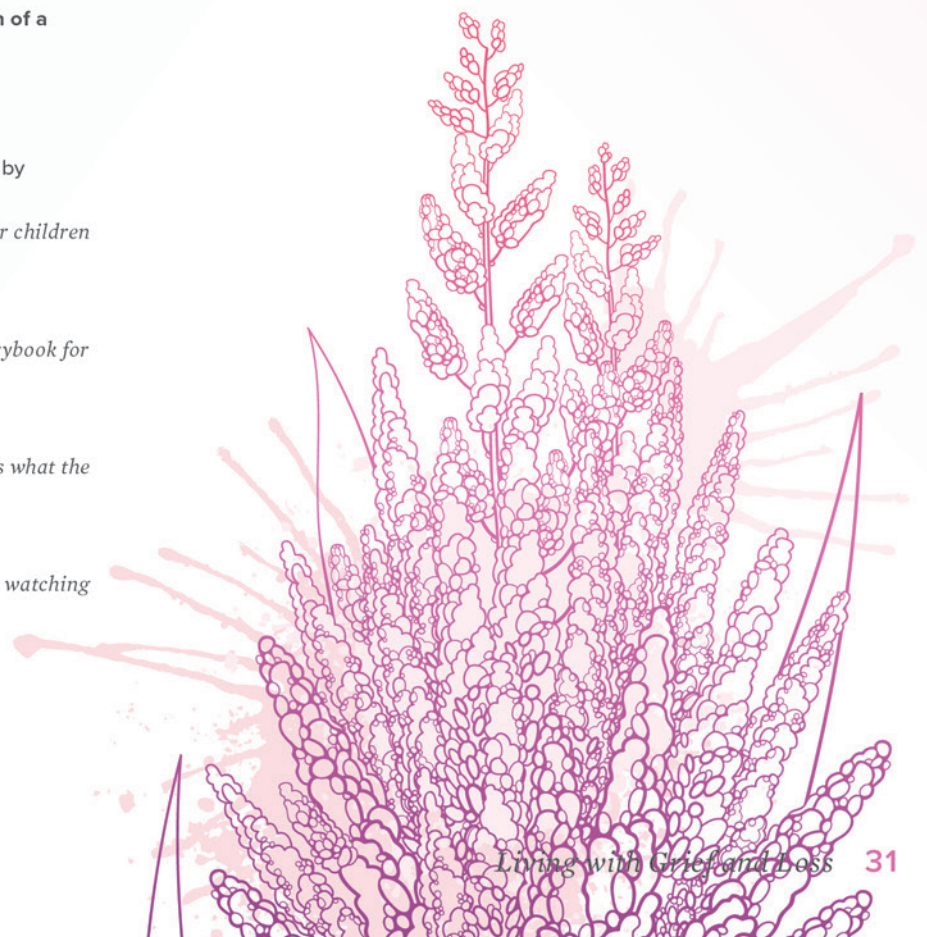 n of a
by
r children
ybook for
s what the
watching
Living with Grief and Loss 31